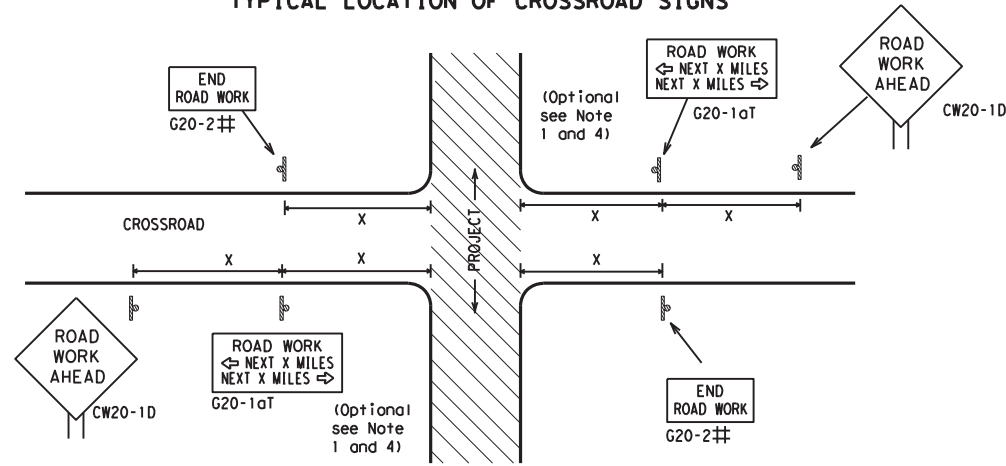 TYPICAL LOCATION OF CROSSROAD SIGNS
END
ROAD WORK
G20-2#
(Optional
see Note
1 and 4)
ROAD WORK
⇦ NEXT X MILES
NEXT X MILES ⇨
G20-1aT
ROAD
WORK
AHEAD
CW20-1D
CROSSROAD
X
X
X
PROJECT
X
X
X
ROAD
WORK
AHEAD
CW20-1D
ROAD WORK
⇦ NEXT X MILES
NEXT X MILES ⇨
G20-1aT
(Optional
see Note
1 and 4)
END
ROAD WORK
G20-2#